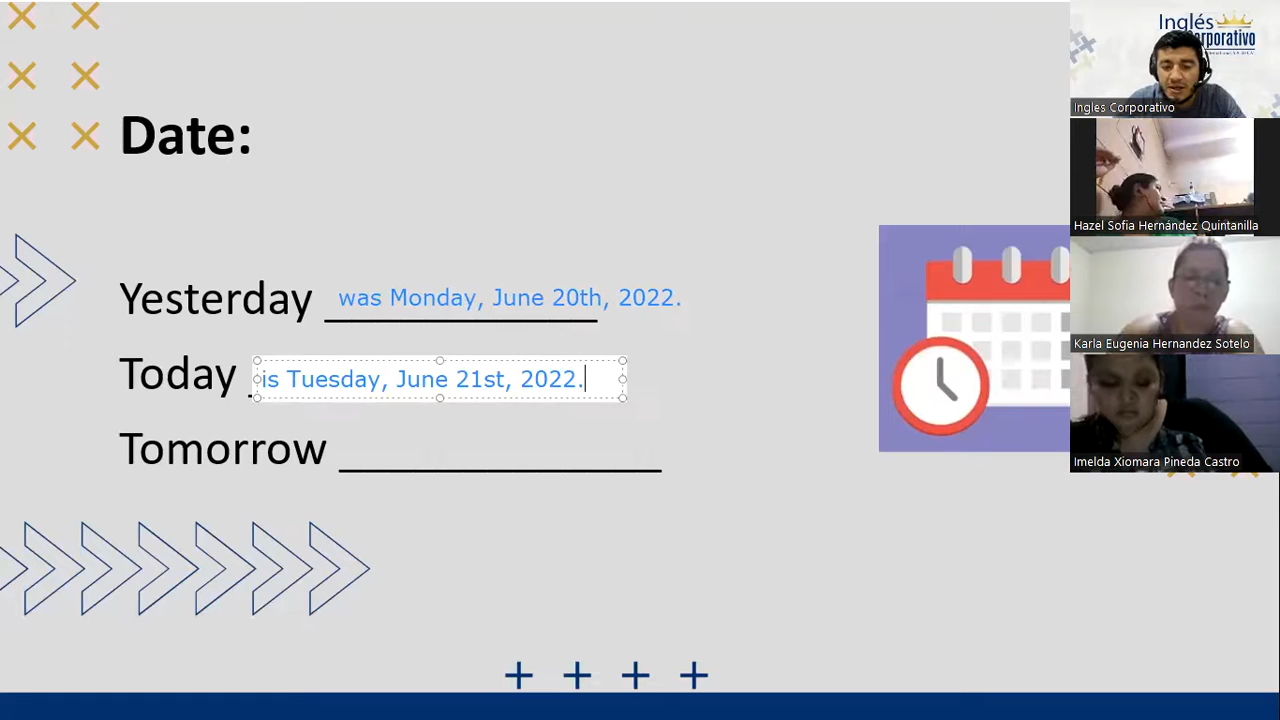 Date:
Yesterday was Monday, June 20th, 2022.
Today is Tuesday, June 21st, 2022.
Tomorrow
Inglés
Corporativo
Ingles Corporativo
Hazel Sofia Hernández Quintanilla
Karla Eugenia Hernandez Sotelo
Imelda Xiomara Pineda Castro